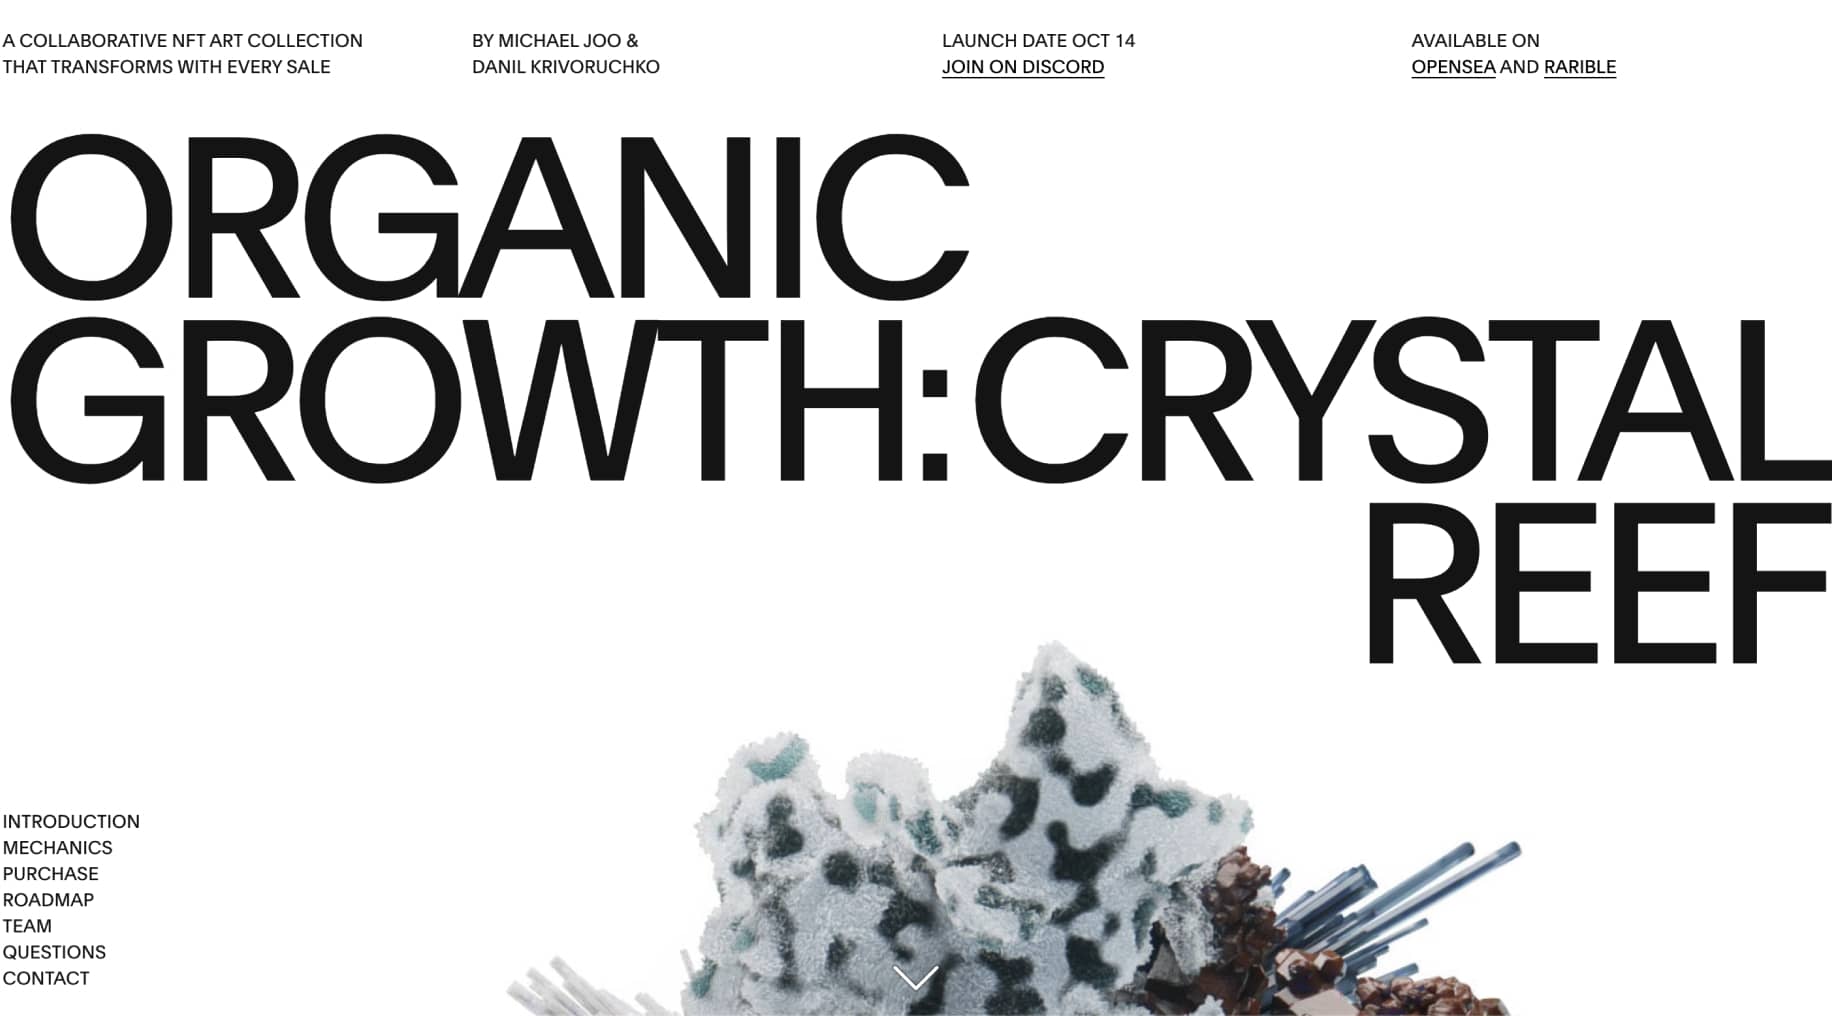 A COLLABORATIVE NFT ART COLLECTION
THAT TRANSFORMS WITH EVERY SALE
BY MICHAEL JOO &
DANIL KRIVORUCHKO
LAUNCH DATE OCT 14
JOIN ON DISCORD
AVAILABLE ON
OPENSEA AND RARIBLE
ORGANIC
GROWTH: CRYSTAL
REEF
INTRODUCTION
MECHANICS
PURCHASE
ROADMAP
TEAM
QUESTIONS
CONTACT